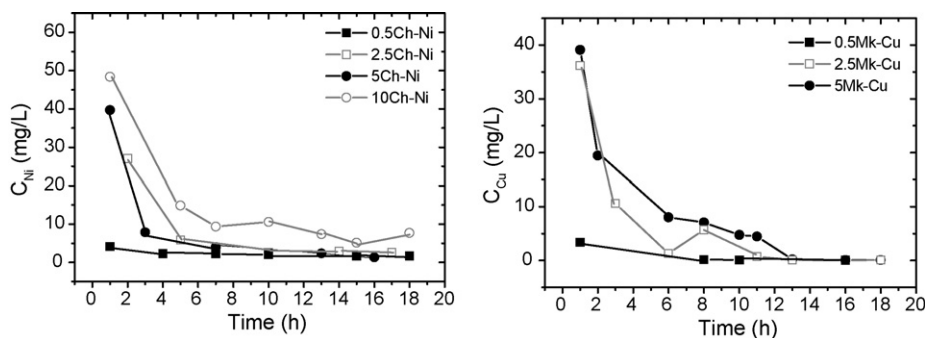 60
50
40
30
20
10
0
C_Ni (mg/L)
0.5Ch-Ni
2.5Ch-Ni
5Ch-Ni
10Ch-Ni
0 2 4 6 8 10 12 14 16 18
Time (h)
40
30
20
10
0
C_Cu (mg/L)
0.5Mk-Cu
2.5Mk-Cu
5Mk-Cu
0 2 4 6 8 10 12 14 16 18
Time (h)